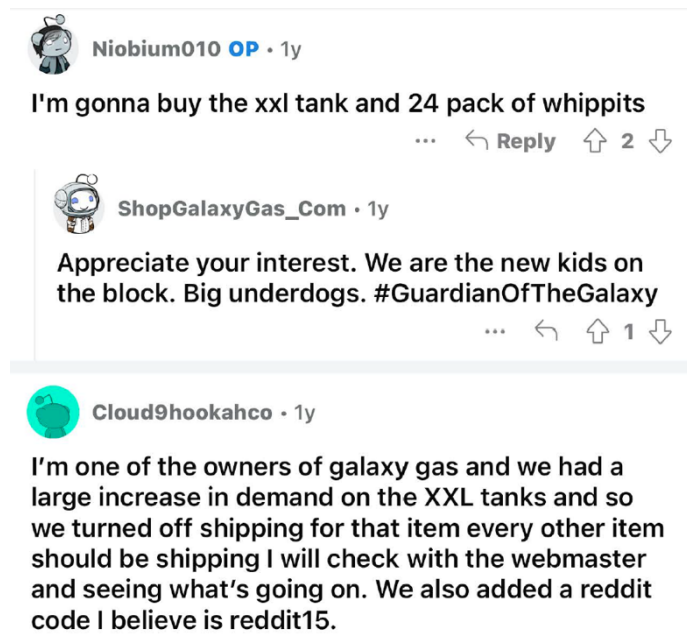 Niobium010 OP • 1y
I'm gonna buy the xxl tank and 24 pack of whippits
... Reply 2
ShopGalaxyGas_Com • 1y
Appreciate your interest. We are the new kids on
the block. Big underdogs. #GuardianOfTheGalaxy
... 1
Cloud9hookahco • 1y
I'm one of the owners of galaxy gas and we had a
large increase in demand on the XXL tanks and so
we turned off shipping for that item every other item
should be shipping I will check with the webmaster
and seeing what's going on. We also added a reddit
code I believe is reddit15.